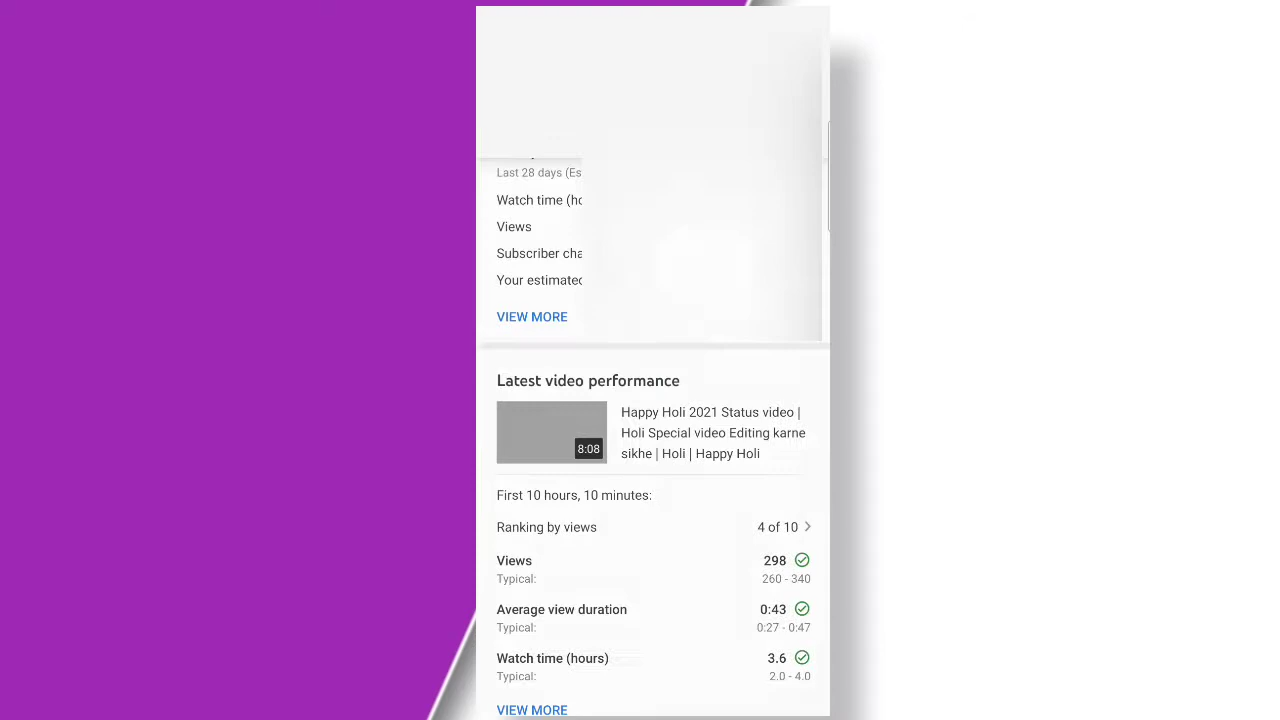 Last 28 days (Es
Watch time (ho
Views
Subscriber cha
Your estimated
VIEW MORE
Latest video performance
8:08
Happy Holi 2021 Status video |
Holi Special video Editing karne
sikhe | Holi | Happy Holi
First 10 hours, 10 minutes:
Ranking by views 4 of 10
Views 298
Typical: 260 - 340
Average view duration 0:43
Typical: 0:27 - 0:47
Watch time (hours) 3.6
Typical: 2.0 - 4.0
VIEW MORE